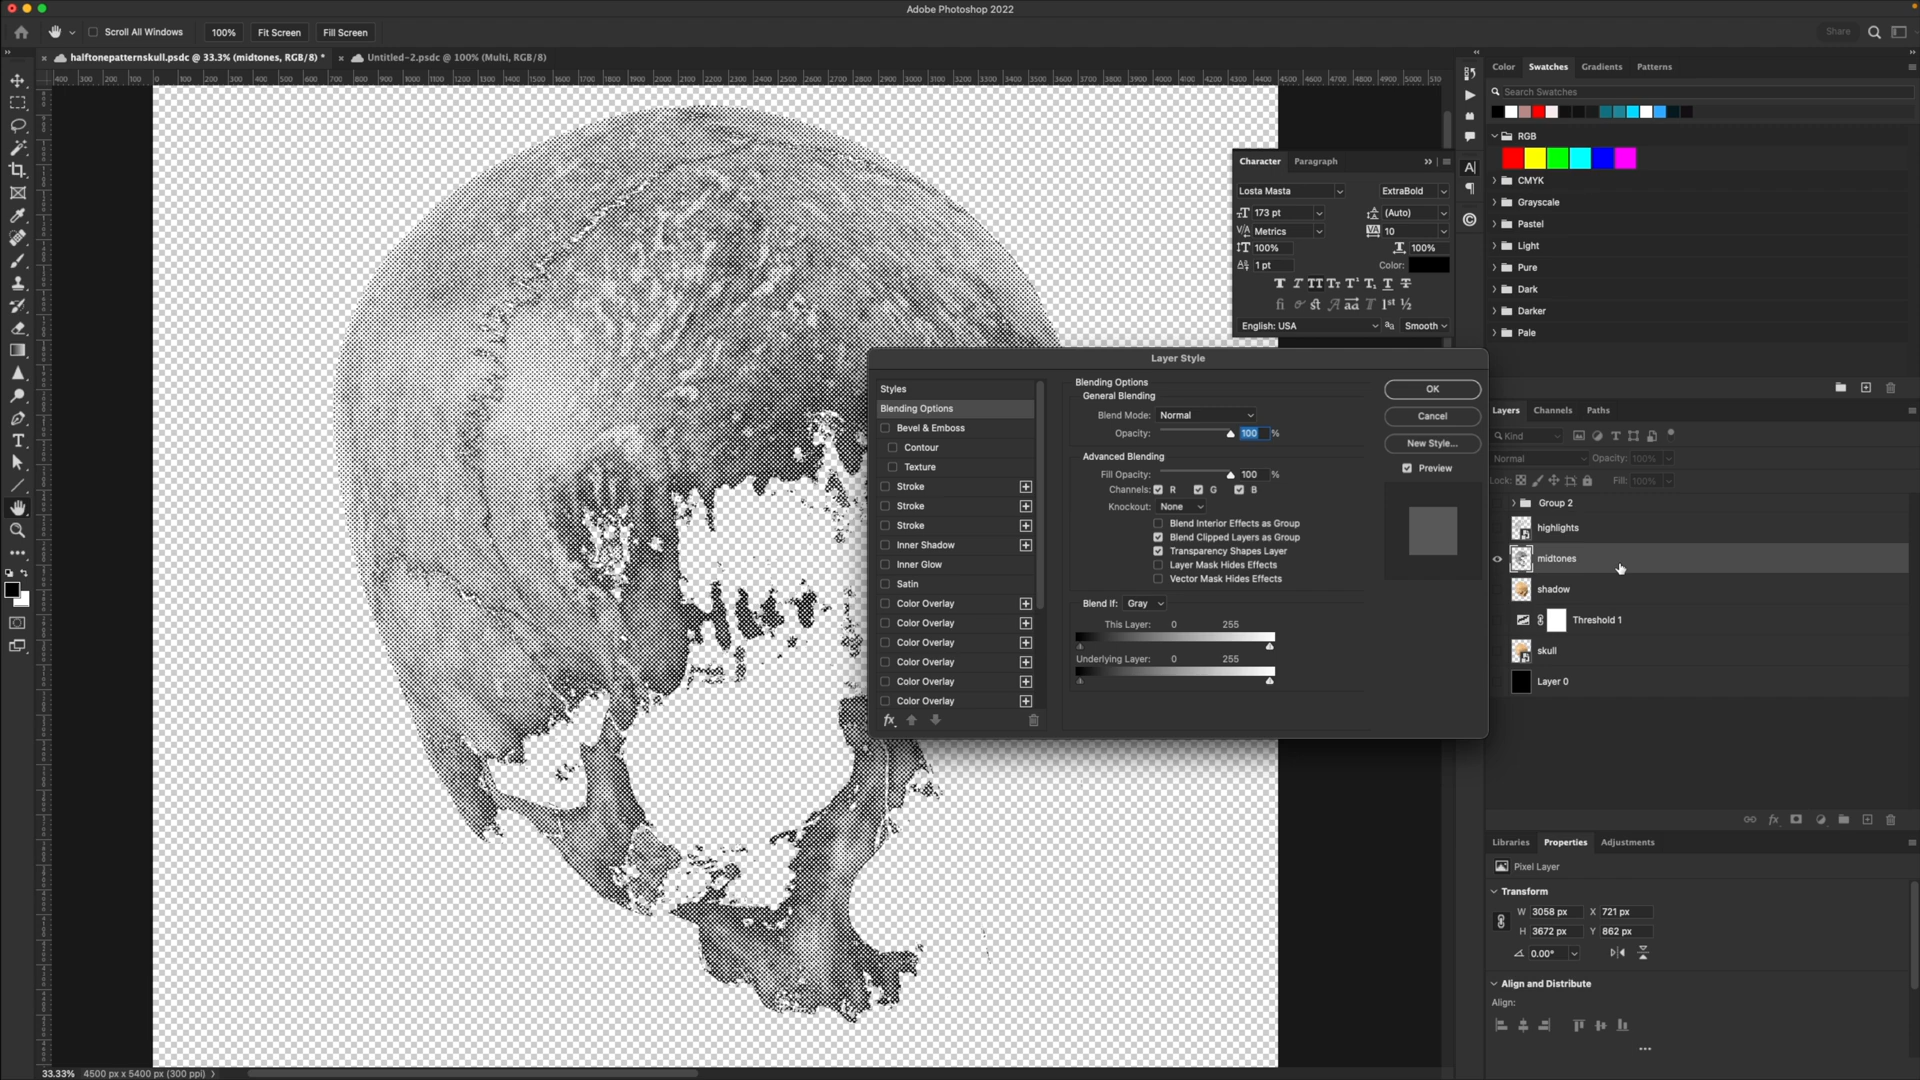 Adobe Photoshop 2022
Scroll All Windows
100%
Fit Screen
Fill Screen
Share
halftonepatternskull.psdc @ 33.3% (midtones, RGB/8) *
Untitled-2.psdc @ 100% (Multi, RGB/8)
Color
Swatches
Gradients
Patterns
Search Swatches
RGB
CMYK
Grayscale
Pastel
Light
Pure
Dark
Darker
Pale
Character
Paragraph
Losta Masta
ExtraBold
173 pt
(Auto)
Metrics
10
100%
100%
1 pt
Color:
English: USA
Smooth
Layer Style
Styles
Blending Options
Bevel & Emboss
Contour
Texture
Stroke
Stroke
Stroke
Inner Shadow
Inner Glow
Satin
Color Overlay
Color Overlay
Color Overlay
Color Overlay
Color Overlay
Color Overlay
fx
Blending Options
General Blending
Blend Mode: Normal
Opacity: 100 %
Advanced Blending
Fill Opacity: 100 %
Channels: R G B
Knockout: None
Blend Interior Effects as Group
Blend Clipped Layers as Group
Transparency Shapes Layer
Layer Mask Hides Effects
Vector Mask Hides Effects
Blend If: Gray
This Layer: 0 255
Underlying Layer: 0 255
OK
Cancel
New Style...
Preview
Layers
Channels
Paths
Kind
Normal
Opacity: 100%
Lock:
Fill: 100%
Group 2
highlights
midtones
shadow
Threshold 1
skull
Layer 0
fx
Libraries
Properties
Adjustments
Pixel Layer
Transform
W 3058 px X 721 px
H 3672 px Y 862 px
0.00°
Align and Distribute
Align:
33.33%
4500 px x 5400 px (300 ppi)